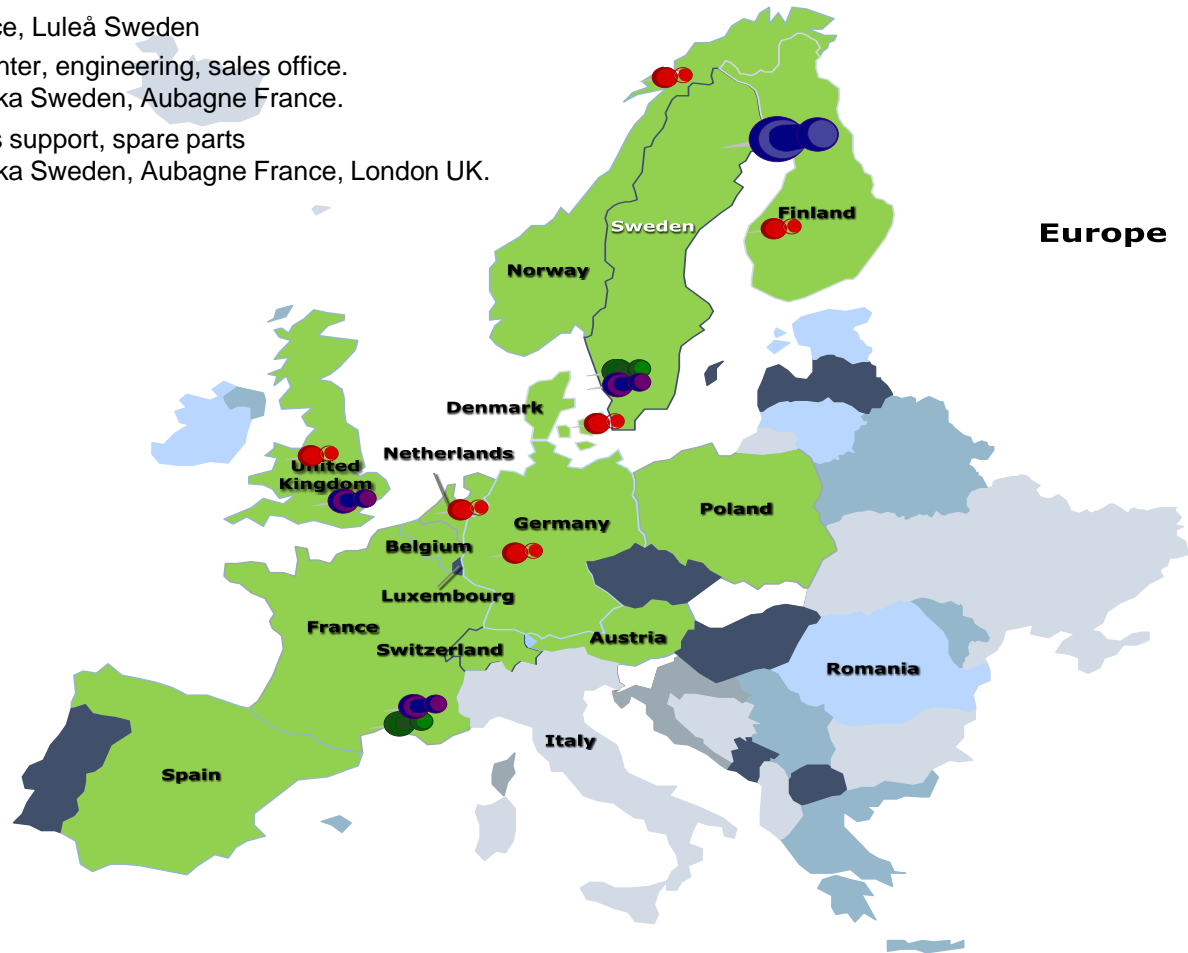 ce, Luleå Sweden
nter, engineering, sales office.
ka Sweden, Aubagne France.
s support, spare parts
ka Sweden, Aubagne France, London UK.
Europe
Finland
Sweden
Norway
Denmark
Netherlands
United
Kingdom
Poland
Germany
Belgium
Luxembourg
France
Austria
Switzerland
Romania
Italy
Spain